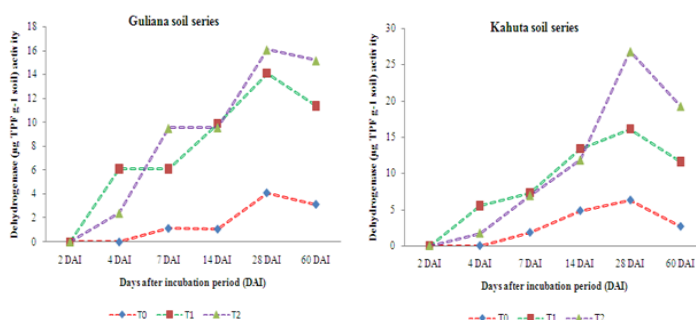 Guliana soil series
Dehydrogenase (µg TPF g-1 soil) activity
18
16
14
12
10
8
6
4
2
0
2 DAI 4 DAI 7 DAI 14 DAI 28 DAI 60 DAI
Days after incubation period (DAI)
T0 T1 T2
Kahuta soil series
Dehydrogenase (µg TPF g-1 soil) activity
30
25
20
15
10
5
0
2 DAI 4 DAI 7 DAI 14 DAI 28 DAI 60 DAI
Days after incubation period (DAI)
T0 T1 T2